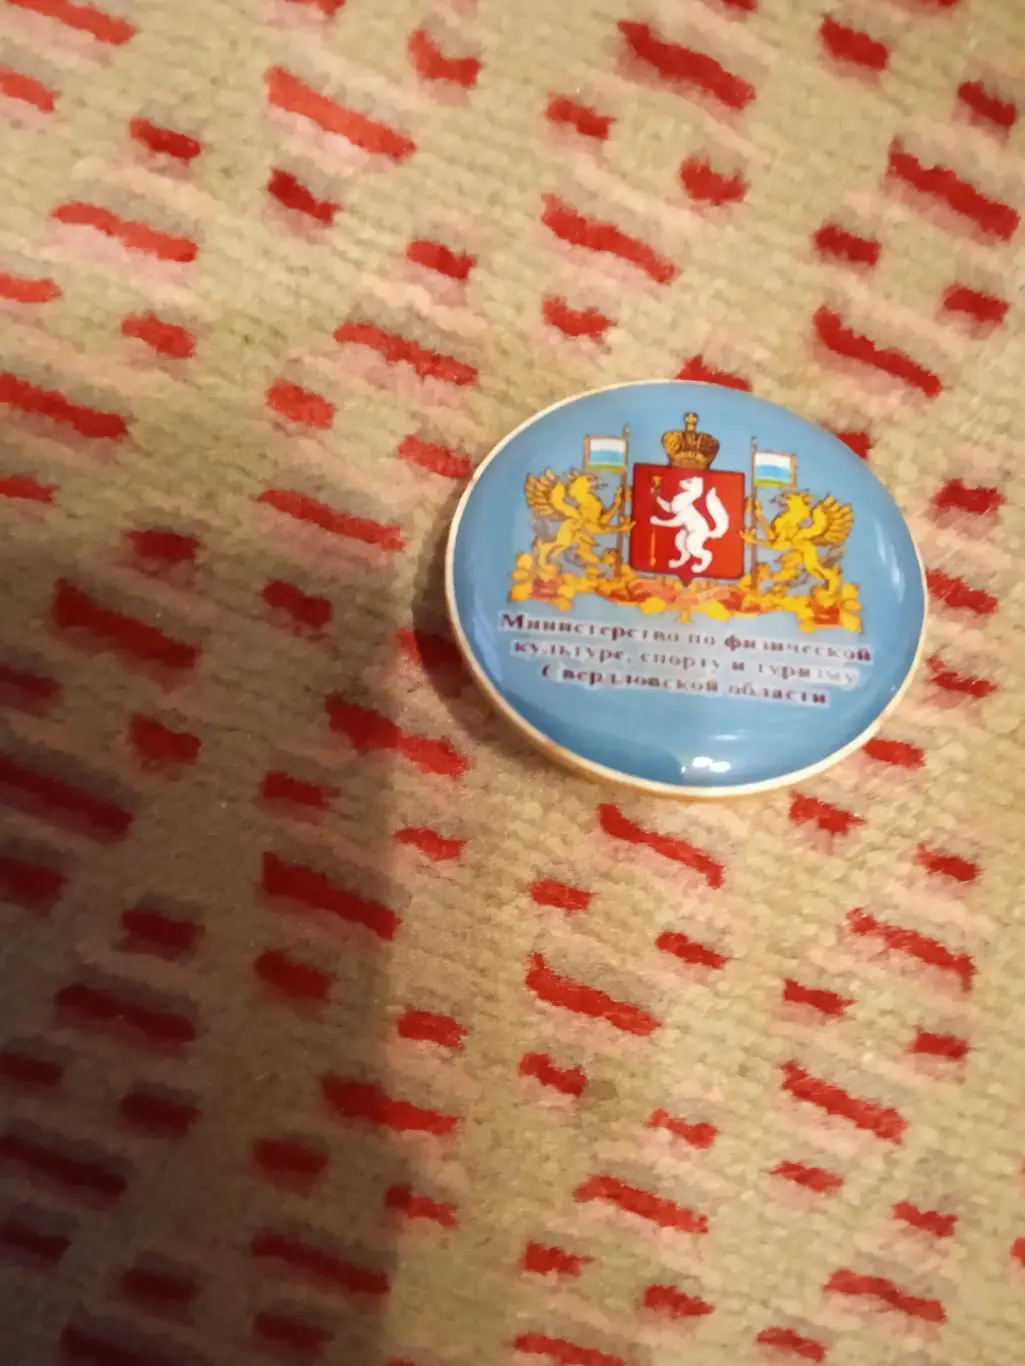 Министерство по физической
культуре, спорту и туризму
Свердловской области